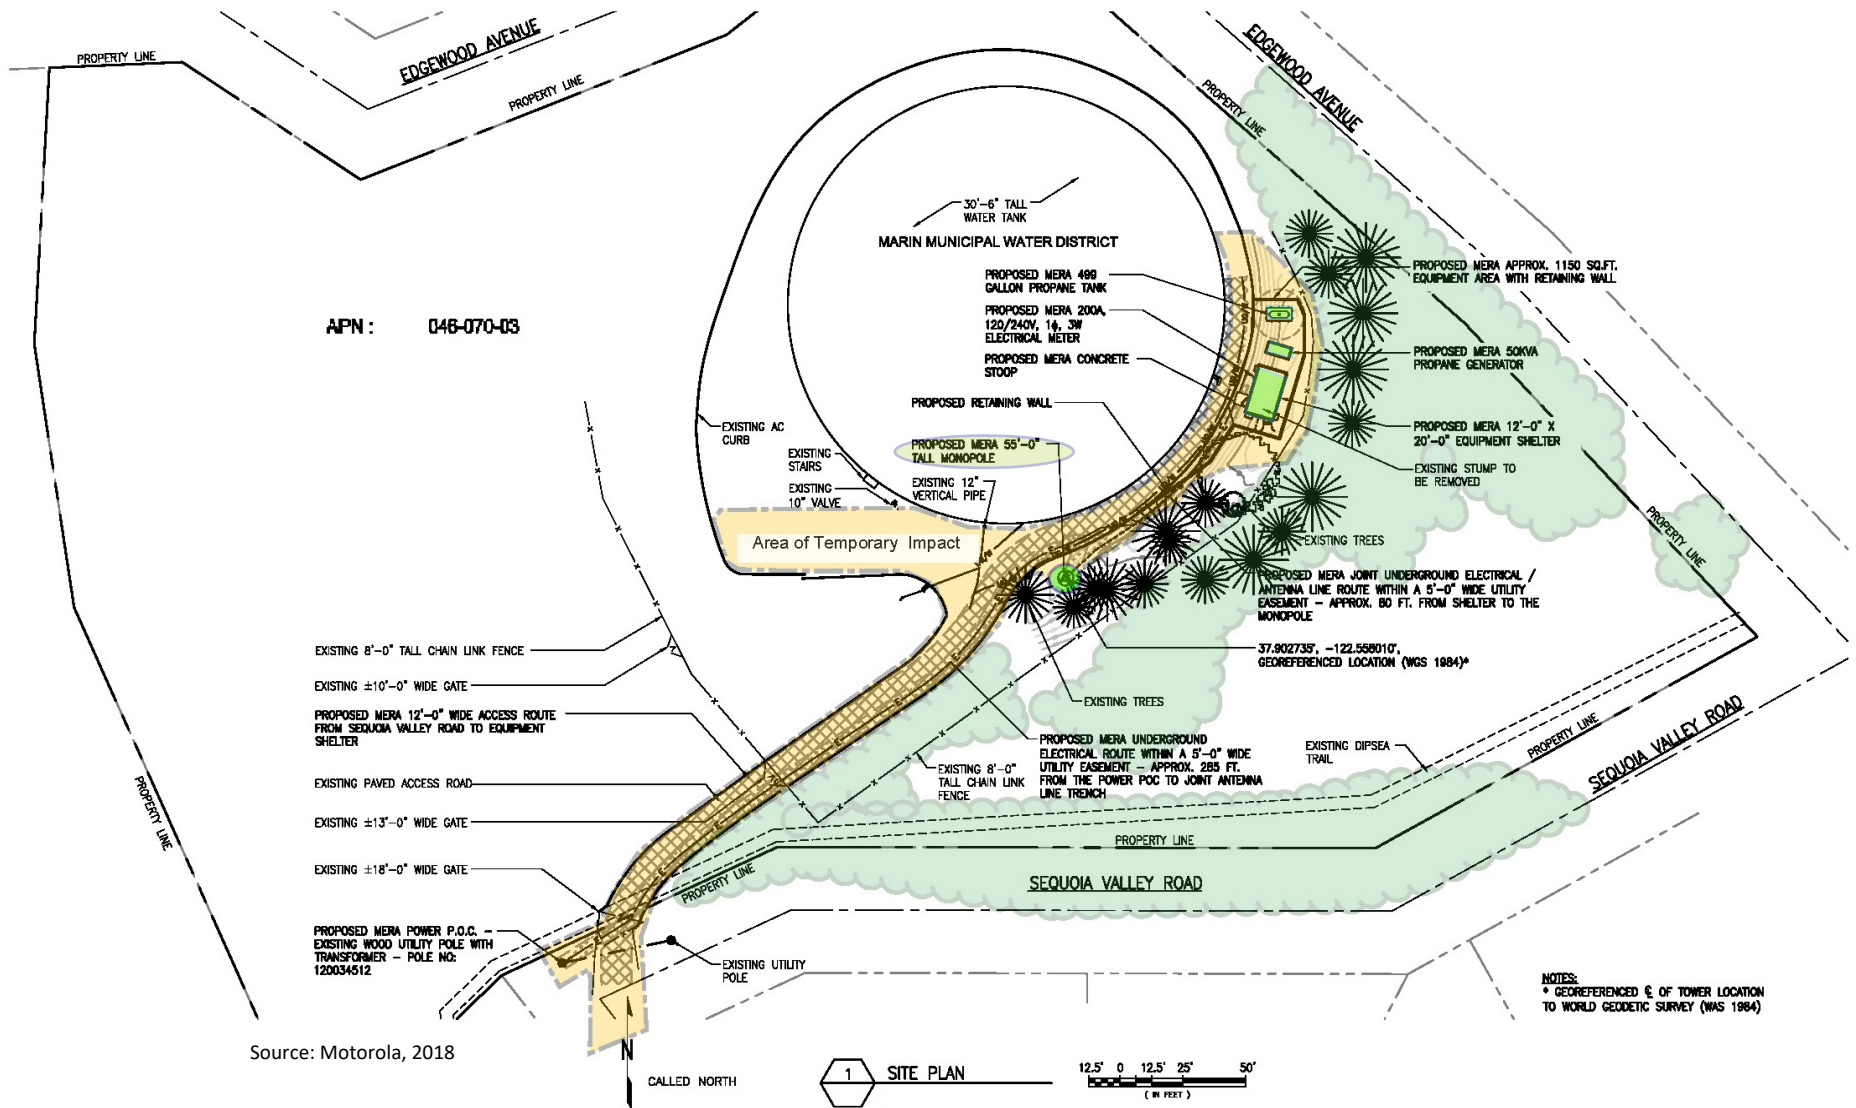 EDGEWOOD AVENUE
EDGEWOOD AVENUE
PROPERTY LINE
PROPERTY LINE
PROPERTY LINE
30'-6" TALL
WATER TANK
MARIN MUNICIPAL WATER DISTRICT
PROPOSED MERA 499
GALLON PROPANE TANK
PROPOSED MERA APPROX. 1150 SQ.FT.
EQUIPMENT AREA WITH RETAINING WALL
APN : 046-070-03
PROPOSED MERA 200A,
120/240V, 1ϕ, 3W
ELECTRICAL METER
PROPOSED MERA CONCRETE
STOOP
PROPOSED MERA 50KVA
PROPANE GENERATOR
PROPOSED RETAINING WALL
EXISTING AC
CURB
PROPOSED MERA 12'-0" X
20'-0" EQUIPMENT SHELTER
PROPOSED MERA 55'-0"
TALL MONOPOLE
EXISTING
STAIRS
EXISTING STUMP TO
BE REMOVED
EXISTING 12"
VERTICAL PIPE
EXISTING
10" VALVE
PROPERTY LINE
Area of Temporary Impact
EXISTING TREES
PROPOSED MERA JOINT UNDERGROUND ELECTRICAL /
ANTENNA LINE ROUTE WITHIN A 5'-0" WIDE UTILITY
EASEMENT – APPROX. 80 FT. FROM SHELTER TO THE
MONOPOLE
37.902735°, -122.558010°,
GEOREFERENCED LOCATION (WGS 1984)*
EXISTING 8'-0" TALL CHAIN LINK FENCE
EXISTING ±10'-0" WIDE GATE
EXISTING TREES
PROPOSED MERA 12'-0" WIDE ACCESS ROUTE
FROM SEQUOIA VALLEY ROAD TO EQUIPMENT
SHELTER
PROPOSED MERA UNDERGROUND
ELECTRICAL ROUTE WITHIN A 5'-0" WIDE
UTILITY EASEMENT – APPROX. 285 FT.
FROM THE POWER POC TO JOINT ANTENNA
LINE TRENCH
EXISTING DIPSEA
TRAIL
PROPERTY LINE
SEQUOIA VALLEY ROAD
EXISTING 8'-0"
TALL CHAIN LINK
FENCE
EXISTING PAVED ACCESS ROAD
PROPERTY LINE
EXISTING ±13'-0" WIDE GATE
PROPERTY LINE
EXISTING ±18'-0" WIDE GATE
PROPERTY LINE
SEQUOIA VALLEY ROAD
PROPOSED MERA POWER P.O.C. –
EXISTING WOOD UTILITY POLE WITH
TRANSFORMER – POLE NO:
120034512
EXISTING UTILITY
POLE
NOTES:
* GEOREFERENCED ℄ OF TOWER LOCATION
TO WORLD GEODETIC SURVEY (WAS 1984)
Source: Motorola, 2018
N
CALLED NORTH
1 SITE PLAN
12.5' 0 12.5' 25' 50'
( IN FEET )